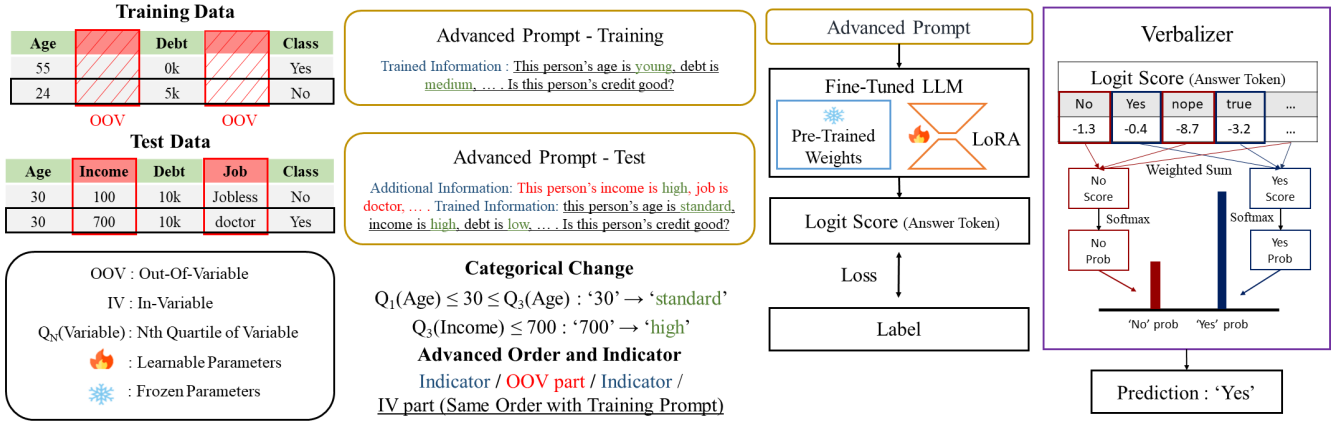 Training Data
Age Debt Class
55 0k Yes
24 5k No
OOV OOV
Test Data
Age Income Debt Job Class
30 100 10k Jobless No
30 700 10k doctor Yes
OOV : Out-Of-Variable
IV : In-Variable
QN(Variable) : Nth Quartile of Variable
: Learnable Parameters
: Frozen Parameters
Advanced Prompt - Training
Trained Information : This person's age is young, debt is
medium, … . Is this person's credit good?
Advanced Prompt - Test
Additional Information: This person's income is high, job is
doctor, … . Trained Information: this person's age is standard,
income is high, debt is low, … . Is this person's credit good?
Categorical Change
Q1(Age) ≤ 30 ≤ Q3(Age) : ‘30’ → ‘standard’
Q3(Income) ≤ 700 : ‘700’ → ‘high’
Advanced Order and Indicator
Indicator / OOV part / Indicator /
IV part (Same Order with Training Prompt)
Advanced Prompt
Fine-Tuned LLM
Pre-Trained
Weights
LoRA
Logit Score (Answer Token)
Loss
Label
Verbalizer
Logit Score (Answer Token)
No Yes nope true ...
-1.3 -0.4 -8.7 -3.2 ...
Weighted Sum
No
Score
Yes
Score
Softmax Softmax
No
Prob
Yes
Prob
‘No’ prob ‘Yes’ prob
Prediction : ‘Yes’